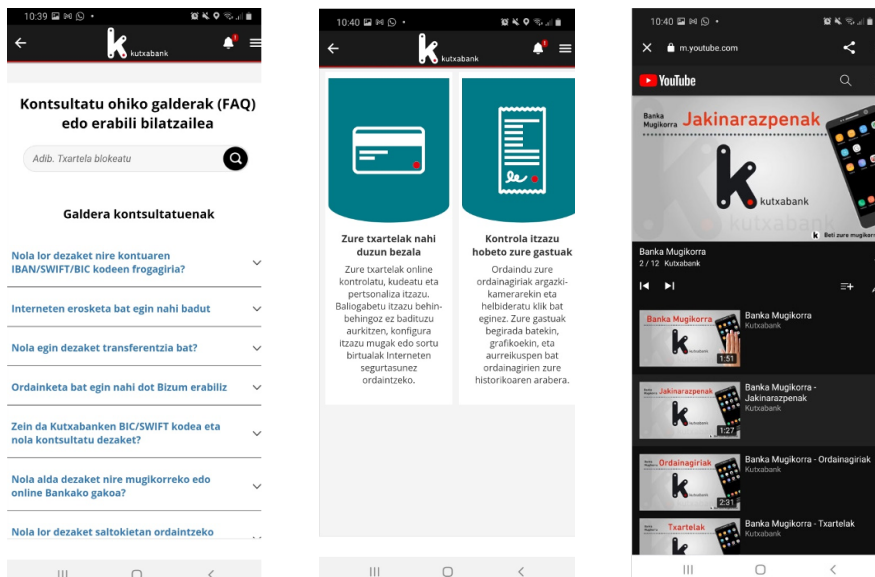 10:39
kutxabank
Kontsultatu ohiko galderak (FAQ)
edo erabili bilatzailea
Adib. Txartela blokeatu
Galdera kontsultatuenak
Nola lor dezaket nire kontuaren
IBAN/SWIFT/BIC kodeen frogagiria?
Interneten erosketa bat egin nahi badut
Nola egin dezaket transferentzia bat?
Ordainketa bat egin nahi dot Bizum erabiliz
Zein da Kutxabanken BIC/SWIFT kodea eta
nola kontsultatu dezaket?
Nola alda dezaket nire mugikorreko edo
online Bankako gakoa?
Nola lor dezaket saltokietan ordaintzeko
10:40
kutxabank
Zure txartelak nahi
duzun bezala
Zure txartelak online
kontrolatu, kudeatu eta
pertsonaliza itzazu.
Baliogabetu itzazu behin-
behingoz ez badituzu
aurkitzen, konfigura
itzazu mugak edo sortu
birtualak Interneten
segurtasunez
ordaintzeko.
Kontrola itzazu
hobeto zure gastuak
Ordaindu zure
ordainagiriak argazki-
kamerarekin eta
helbideratu klik bat
eginez. Zure gastuak
begirada batekin,
grafikoekin, eta
aurreikuspen bat
ordainagirien zure
historikoaren arabera.
10:40
m.youtube.com
YouTube
Banka
Mugikorra Jakinarazpenak
kutxabank
kutxabank
k Beti zure mugikorr
Banka Mugikorra
2 / 12 Kutxabank
Banka Mugikorra
1:51
Banka Mugikorra
Kutxabank
Jakinarazpenak
1:27
Banka Mugikorra -
Jakinarazpenak
Kutxabank
Ordainagiriak
2:31
Banka Mugikorra - Ordainagiriak
Kutxabank
Txartelak
Banka Mugikorra - Txartelak
Kutxabank